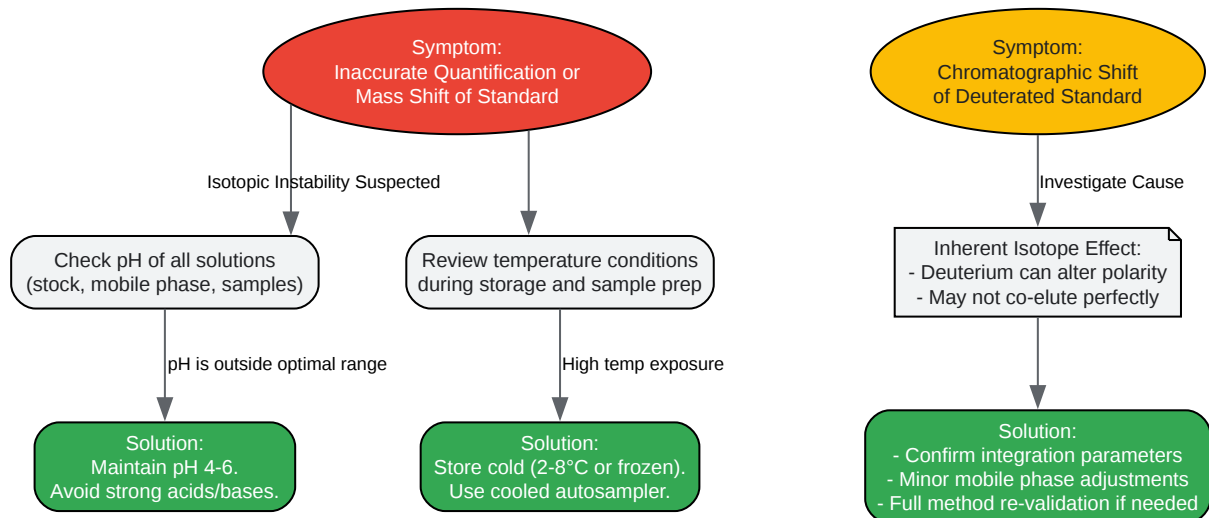 Symptom:
Inaccurate Quantification or
Mass Shift of Standard
Symptom:
Chromatographic Shift
of Deuterated Standard
Isotopic Instability Suspected
Investigate Cause
Check pH of all solutions
(stock, mobile phase, samples)
Review temperature conditions
during storage and sample prep
Inherent Isotope Effect:
- Deuterium can alter polarity
- May not co-elute perfectly
pH is outside optimal range
High temp exposure
Solution:
Maintain pH 4-6.
Avoid strong acids/bases.
Solution:
Store cold (2-8°C or frozen).
Use cooled autosampler.
Solution:
- Confirm integration parameters
- Minor mobile phase adjustments
- Full method re-validation if needed